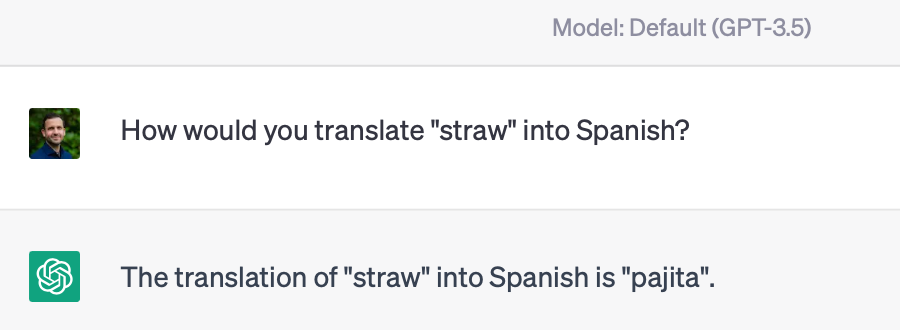 Model: Default (GPT-3.5)
How would you translate "straw" into Spanish?
The translation of "straw" into Spanish is "pajita".